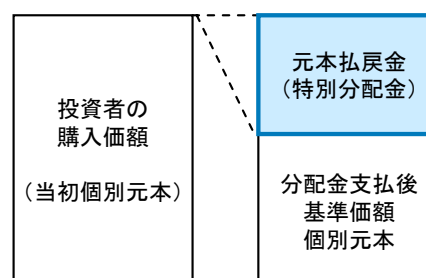 投資者の
購入価額
（当初個別元本）
元本払戻金
（特別分配金）
分配金支払後
基準価額
個別元本